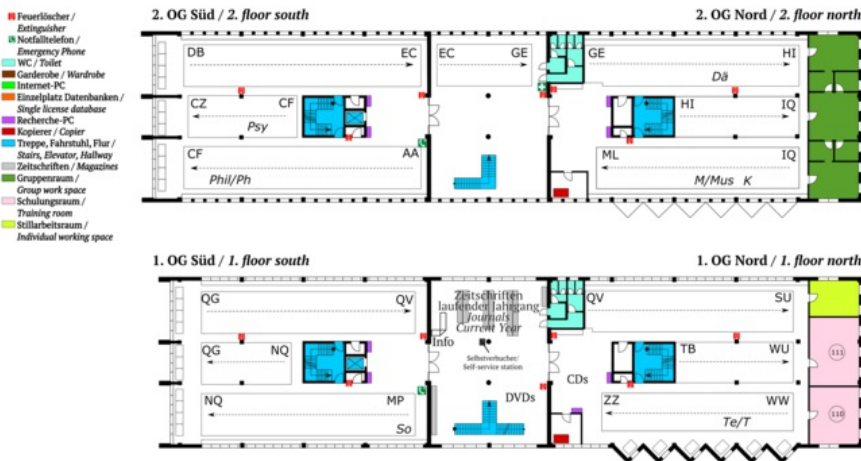 Feuerlöscher /
Extinguisher
Notfalltelefon /
Emergency Phone
WC / Toilet
Garderobe / Wardrobe
Internet-PC
Einzelplatz Datenbanken /
Single license database
Recherche-PC
Kopierer / Copier
Treppe, Fahrstuhl, Flur /
Stairs, Elevator, Hallway
Zeitschriften / Magazines
Gruppenraum /
Group work space
Schulungsraum /
Training room
Stillarbeitsraum /
Individual working space
2. OG Süd / 2. floor south
2. OG Nord / 2. floor north
DB EC EC GE GE HI
Dä
CZ CF HI IQ
Psy
CF AA ML IQ
Phil/Ph M/Mus K
1. OG Süd / 1. floor south
1. OG Nord / 1. floor north
QG QV QV SU
Zeitschriften
laufender Jahrgang
Journals
Current Year
Info
QG NQ TB WU
111
Selbstverbucher/
Self-service station
CDs
NQ MP DVDs ZZ WW
So Te/T
110